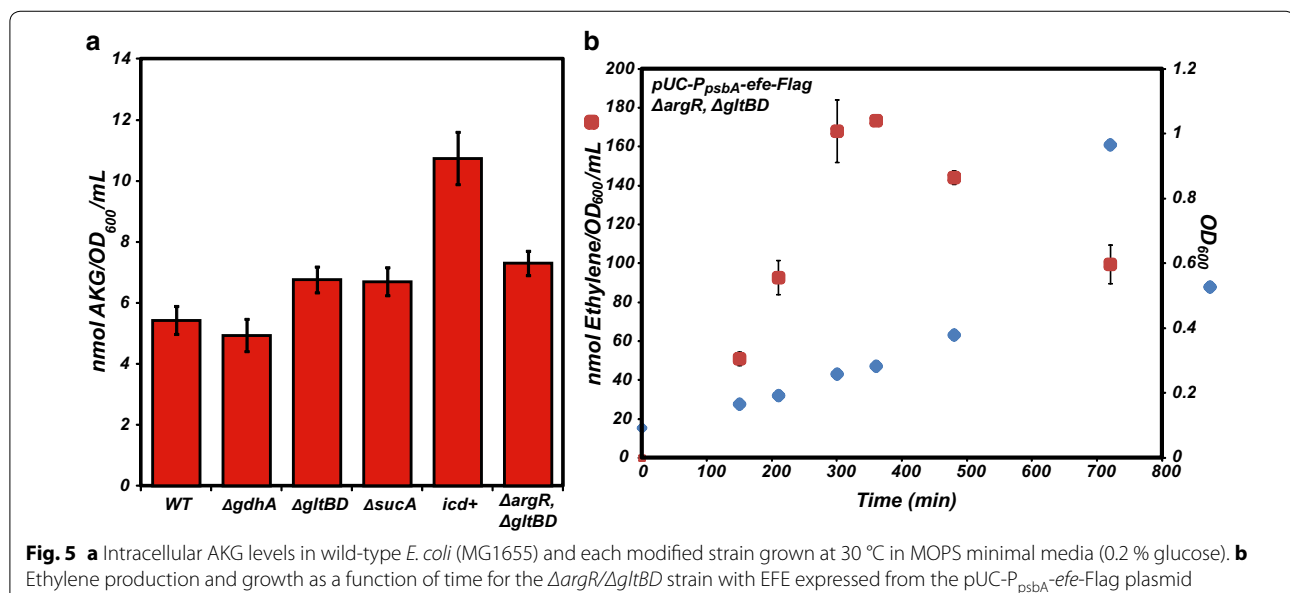 a
14
12
10
8
6
4
2
0
nmol AKG/OD600/mL
WT ΔgdhA ΔgltBD ΔsucA icd+ ΔargR, ΔgltBD
b
pUC-PpsbA-efe-Flag
ΔargR, ΔgltBD
200
180
160
140
120
100
80
60
40
20
0
nmol Ethylene/OD600/mL
1.2
1
0.8
0.6
0.4
0.2
0
OD600
0 100 200 300 400 500 600 700 800
Time (min)
Fig. 5 a Intracellular AKG levels in wild-type E. coli (MG1655) and each modified strain grown at 30 °C in MOPS minimal media (0.2 % glucose). b
Ethylene production and growth as a function of time for the ΔargR/ΔgltBD strain with EFE expressed from the pUC-PpsbA-efe-Flag plasmid